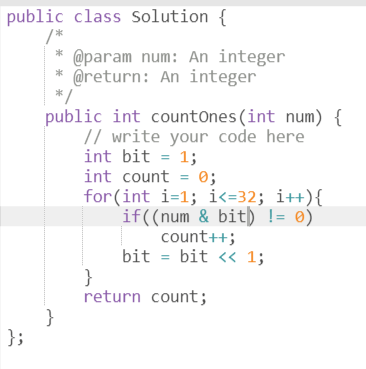 public class Solution {
    /*
     * @param num: An integer
     * @return: An integer
     */
    public int countOnes(int num) {
        // write your code here
        int bit = 1;
        int count = 0;
        for(int i=1; i<=32; i++){
            if((num & bit) != 0)
                count++;
            bit = bit << 1;
        }
        return count;
    }
};